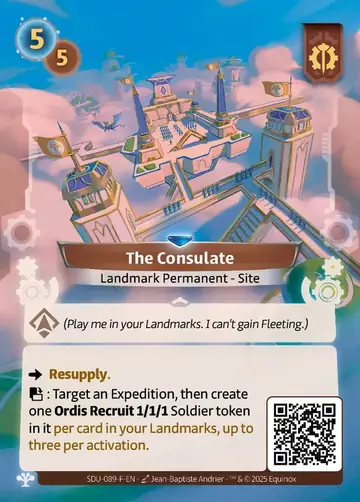 5
5
The Consulate
Landmark Permanent - Site
(Play me in your Landmarks. I can't gain Fleeting.)
Resupply.
: Target an Expedition, then create
one Ordis Recruit 1/1/1 Soldier token
in it per card in your Landmarks, up to
three per activation.
SDU-089-F-EN - Jean-Baptiste Andrier - ™ & © 2025 Equinox